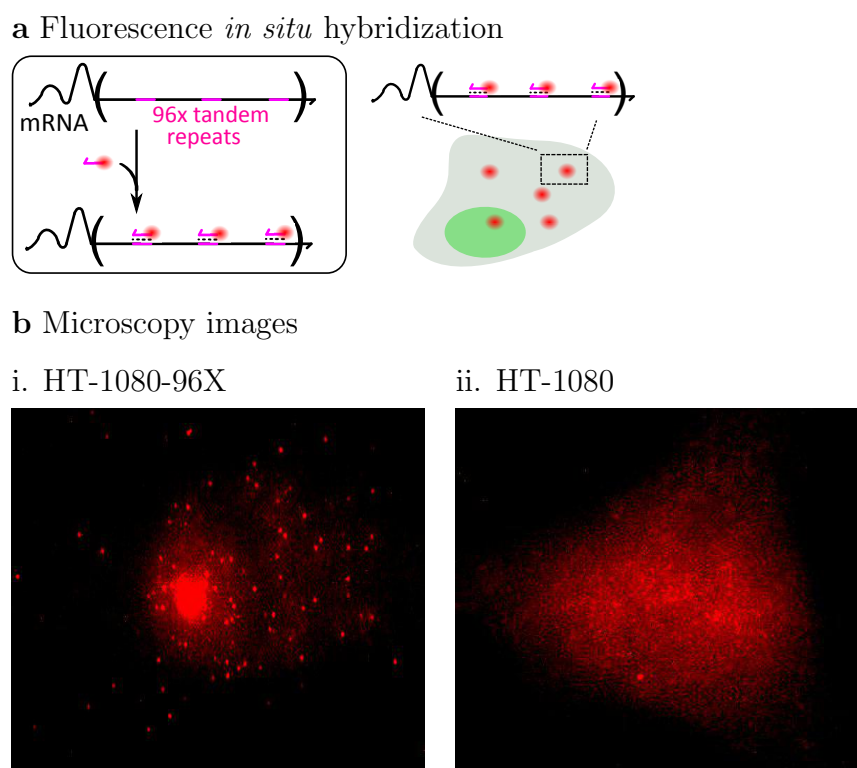 a Fluorescence in situ hybridization
mRNA
96x tandem
repeats
b Microscopy images
i. HT-1080-96X
ii. HT-1080